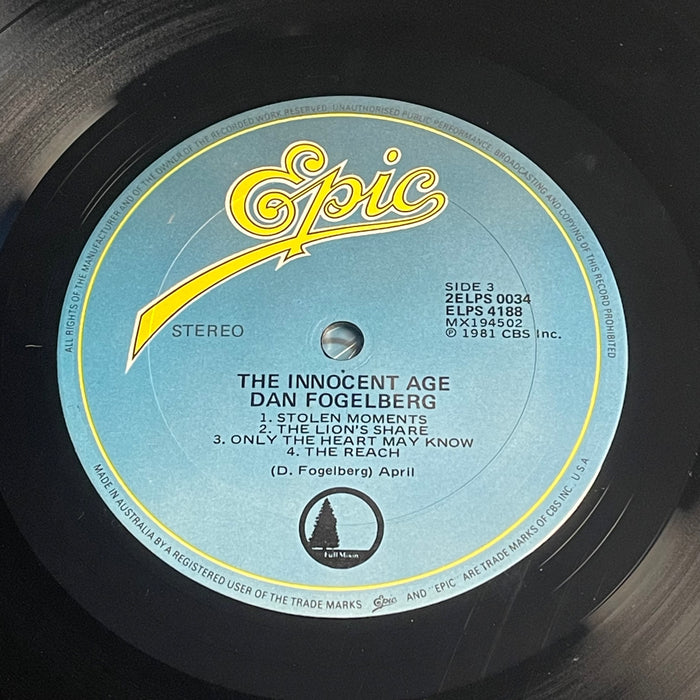 ALL RIGHTS OF THE MANUFACTURER AND OF THE OWNER OF THE RECORDED WORK RESERVED. UNAUTHORISED PUBLIC PERFORMANCE, BROADCASTING AND COPYING OF THIS RECORD PROHIBITED
Epic
SIDE 3
2ELPS 0034
ELPS 4188
MX194502
℗ 1981 CBS Inc.
STEREO
THE INNOCENT AGE
DAN FOGELBERG
1. STOLEN MOMENTS
2. THE LION'S SHARE
3. ONLY THE HEART MAY KNOW
4. THE REACH
(D. Fogelberg) April
Full Moon
MADE IN AUSTRALIA BY A REGISTERED USER OF THE TRADE MARKS Epic AND "EPIC" ARE TRADE MARKS OF CBS INC. U.S.A